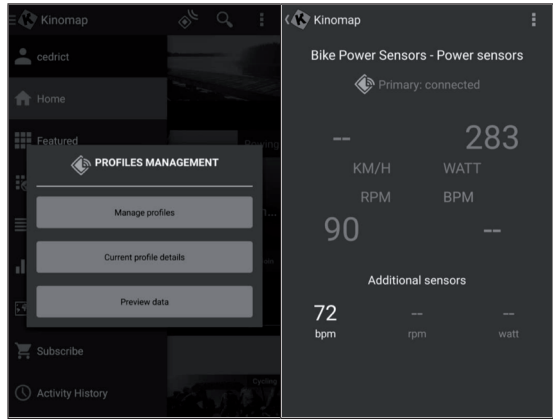 Kinomap
cedrict
Home
Featured
Rowing
PROFILES MANAGEMENT
Manage profiles
Current profile details
Preview data
Subscribe
Activity History
Cycling
Kinomap
Bike Power Sensors - Power sensors
Primary: connected
-- 283
KM/H WATT
RPM BPM
90 --
Additional sensors
72 -- --
bpm rpm watt